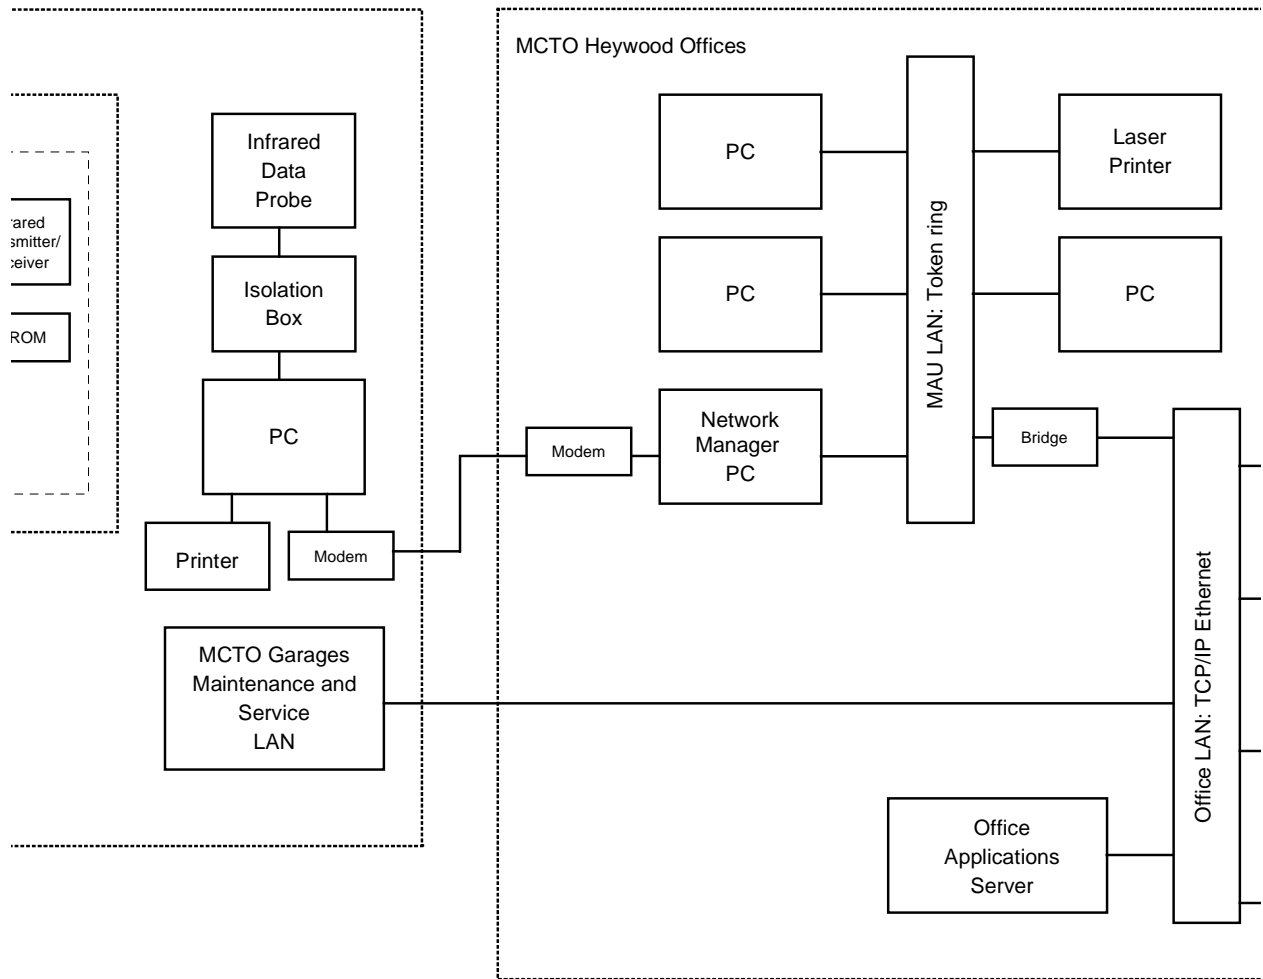 MCTO Heywood Offices
Infrared
Data
Probe
Isolation
Box
PC
Printer
Modem
MCTO Garages
Maintenance and
Service
LAN
ROM
PC
PC
Modem
Network
Manager
PC
MAU LAN: Token ring
Laser
Printer
PC
Bridge
Office LAN: TCP/IP Ethernet
Office
Applications
Server